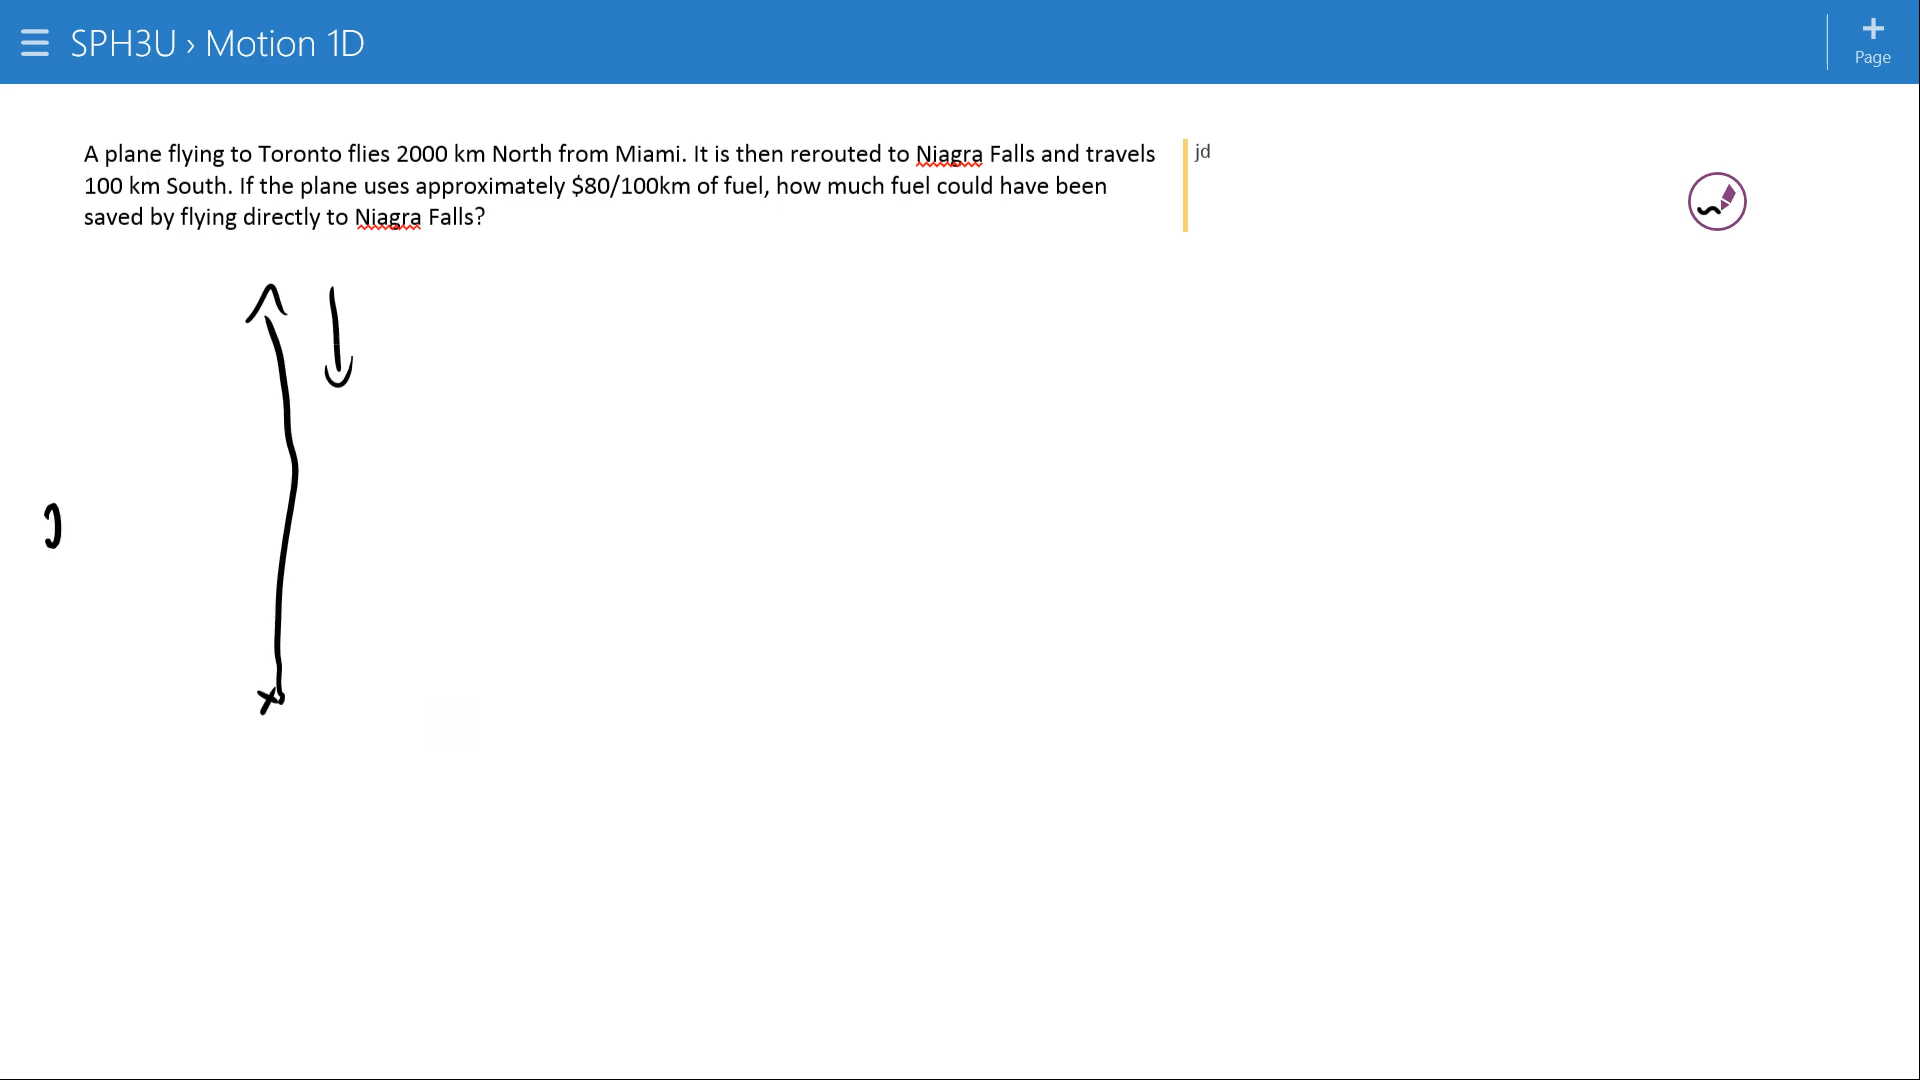 SPH3U › Motion 1D
Page
A plane flying to Toronto flies 2000 km North from Miami. It is then rerouted to Niagra Falls and travels
100 km South. If the plane uses approximately $80/100km of fuel, how much fuel could have been
saved by flying directly to Niagra Falls?
jd